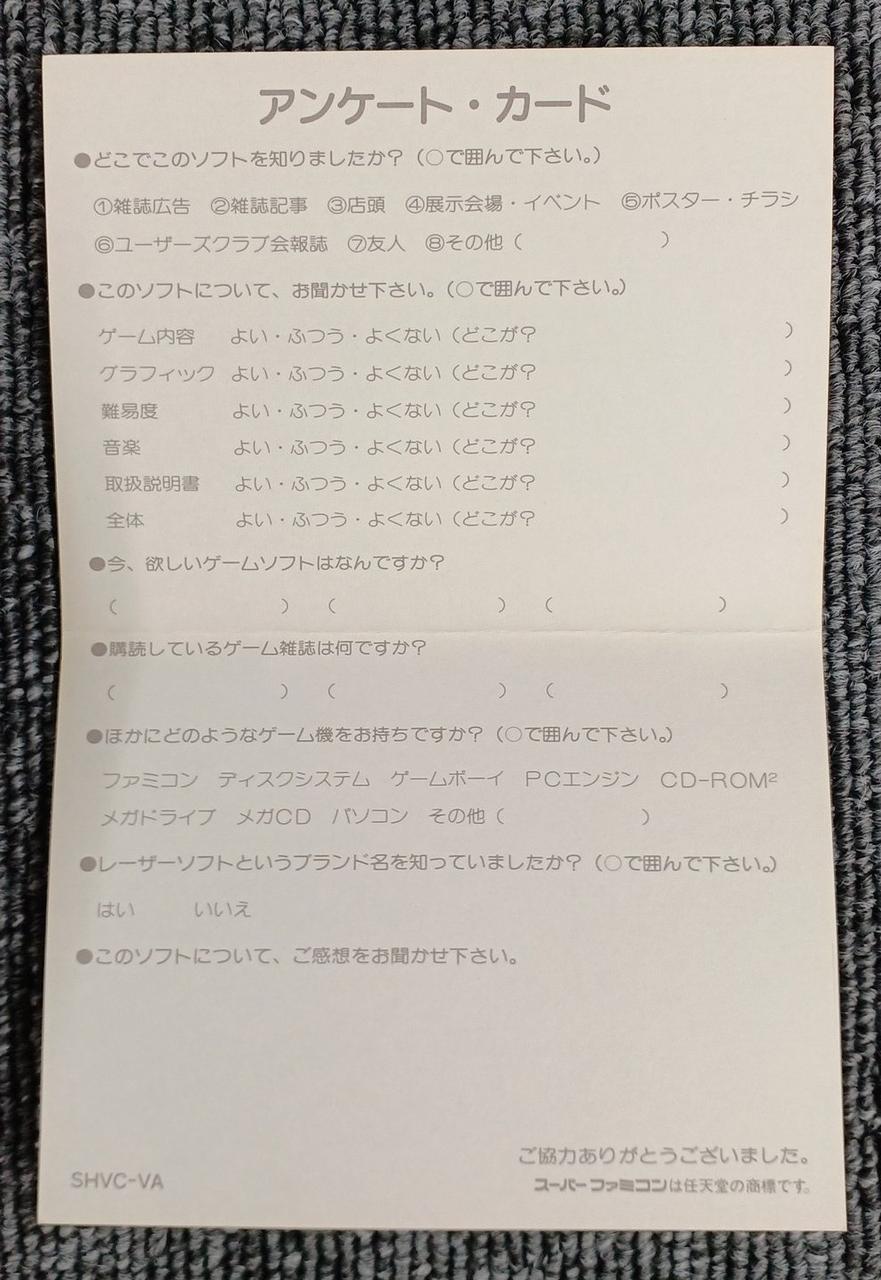 アンケート・カード
●どこでこのソフトを知りましたか?（○で囲んで下さい。）
①雑誌広告　②雑誌記事　③店頭　④展示会場・イベント　⑤ポスター・チラシ
⑥ユーザーズクラブ会報誌　⑦友人　⑧その他（　　　　　　　）
●このソフトについて、お聞かせ下さい。（○で囲んで下さい。）
ゲーム内容　よい・ふつう・よくない（どこが?　　　　　　　　　　　　　）
グラフィック　よい・ふつう・よくない（どこが?　　　　　　　　　　　　　）
難易度　よい・ふつう・よくない（どこが?　　　　　　　　　　　　　）
音楽　よい・ふつう・よくない（どこが?　　　　　　　　　　　　　）
取扱説明書　よい・ふつう・よくない（どこが?　　　　　　　　　　　　　）
全体　よい・ふつう・よくない（どこが?　　　　　　　　　　　　　）
●今、欲しいゲームソフトはなんですか?
（　　　　　　　　）（　　　　　　　　）（　　　　　　　　）
●購読しているゲーム雑誌は何ですか?
（　　　　　　　　）（　　　　　　　　）（　　　　　　　　）
●ほかにどのようなゲーム機をお持ちですか?（○で囲んで下さい。）
ファミコン　ディスクシステム　ゲームボーイ　PCエンジン　CD-ROM²
メガドライブ　メガCD　パソコン　その他（　　　　　　　）
●レーザーソフトというブランド名を知っていましたか?（○で囲んで下さい。）
はい　　　いいえ
●このソフトについて、ご感想をお聞かせ下さい。
ご協力ありがとうございました。
SHVC-VA　スーパーファミコンは任天堂の商標です。